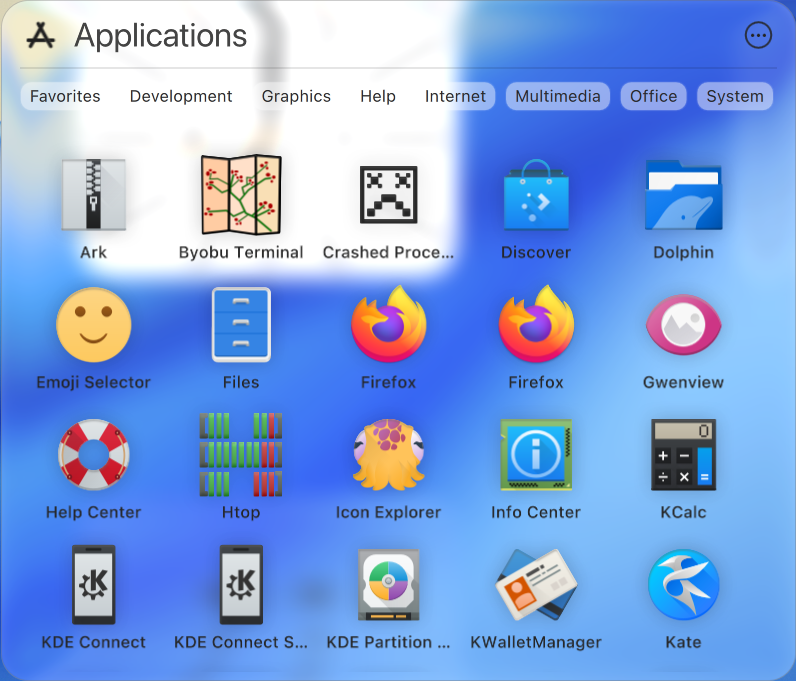 Applications
Favorites Development Graphics Help Internet Multimedia Office System
Ark Byobu Terminal Crashed Proce... Discover Dolphin
Emoji Selector Files Firefox Firefox Gwenview
0
Help Center Htop Icon Explorer Info Center KCalc
K K
KDE Connect KDE Connect S... KDE Partition ... KWalletManager Kate